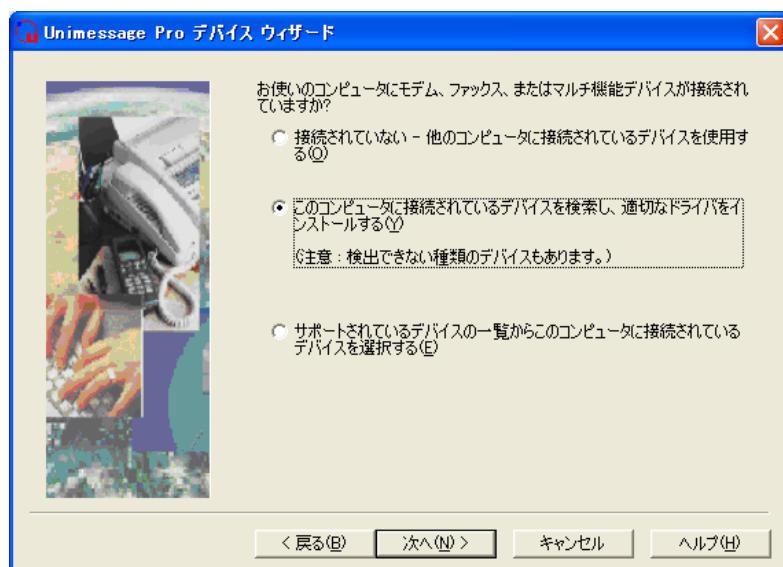 Unimessage Pro デバイス ウィザード
お使いのコンピュータにモデム、ファックス、またはマルチ機能デバイスが接続され
ていますか?
接続されていない - 他のコンピュータに接続されているデバイスを使用す
る(O)
このコンピュータに接続されているデバイスを検索し、適切なドライバをイ
ンストールする(Y)
(注意 : 検出できない種類のデバイスもあります。)
サポートされているデバイスの一覧からこのコンピュータに接続されている
デバイスを選択する(E)
< 戻る(B) 次へ(N) > キャンセル ヘルプ(H)